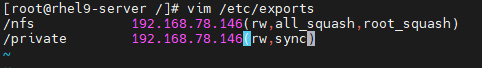 [root@rhel9-server /]# vim /etc/exports
/nfs            192.168.78.146(rw,all_squash,root_squash)
/private        192.168.78.146(rw,sync)
~